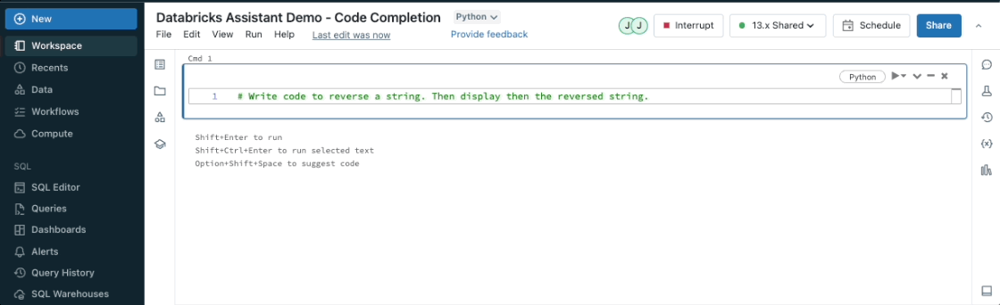 New
Workspace
Recents
Data
Workflows
Compute
SQL
SQL Editor
Queries
Dashboards
Alerts
Query History
SQL Warehouses
Databricks Assistant Demo - Code Completion
Python
File Edit View Run Help Last edit was now Provide feedback
J J
Interrupt
13.x Shared
Schedule
Share
Cmd 1
Python
1 # Write code to reverse a string. Then display then the reversed string.
Shift+Enter to run
Shift+Ctrl+Enter to run selected text
Option+Shift+Space to suggest code
{x}